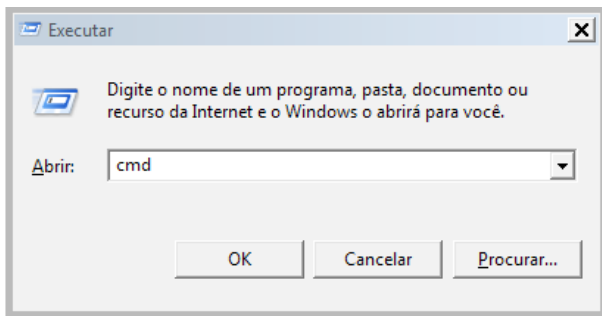 Executar
Digite o nome de um programa, pasta, documento ou
recurso da Internet e o Windows o abrirá para você.
Abrir: cmd
OK Cancelar Procurar...